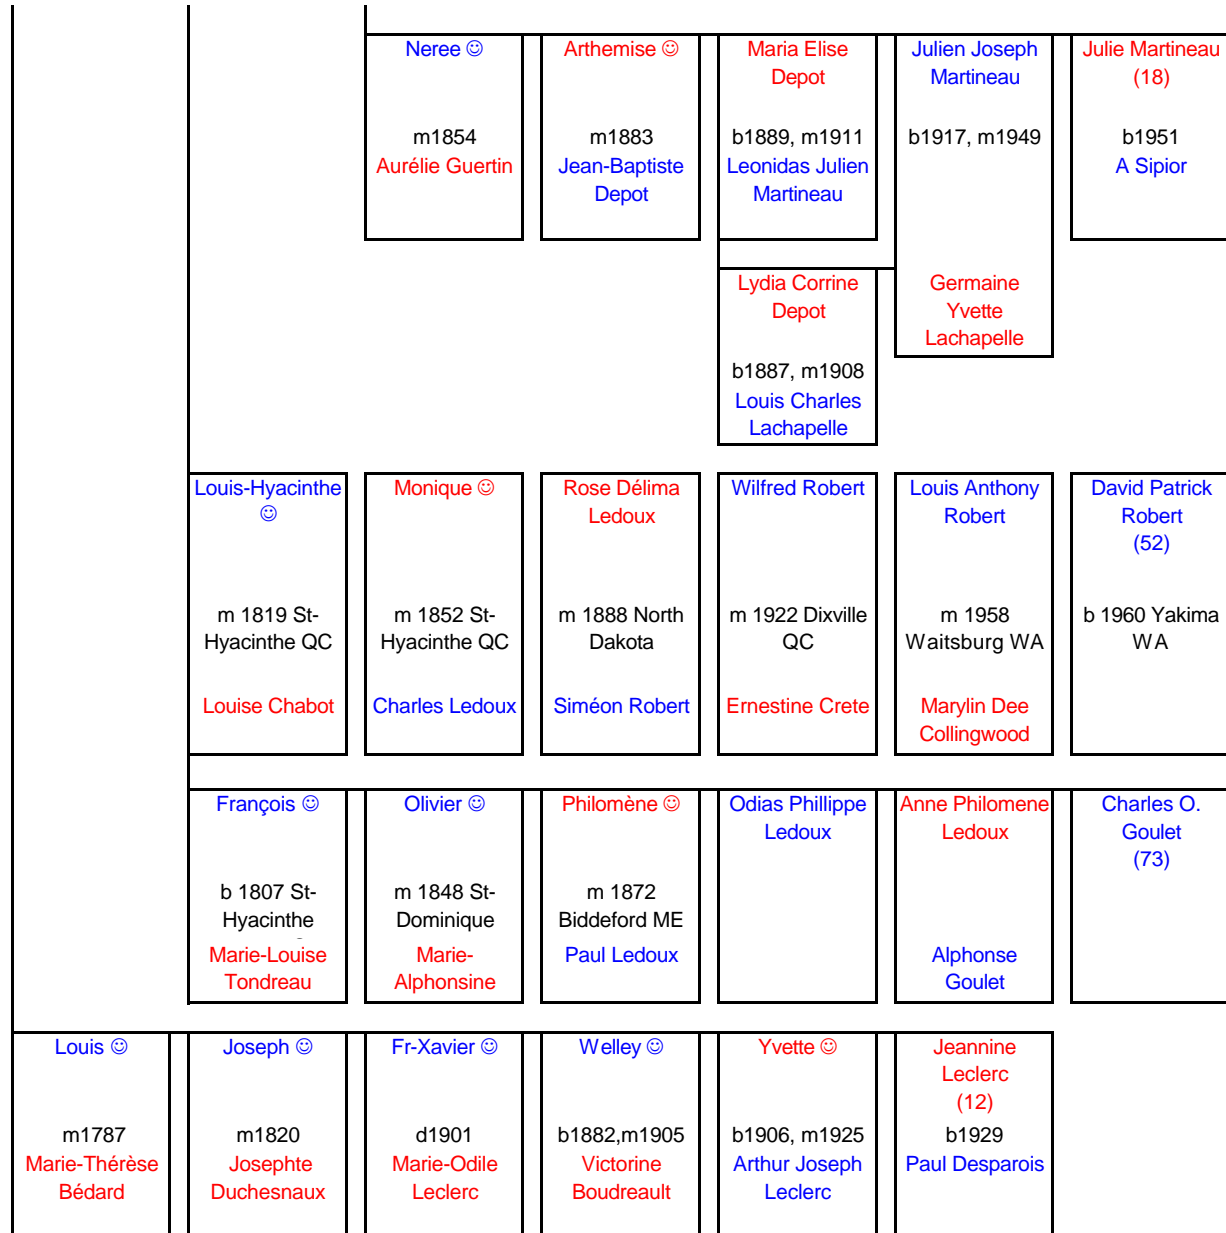 Neree ☺
m1854
Aurélie Guertin
Arthemise ☺
m1883
Jean-Baptiste
Depot
Maria Elise
Depot
b1889, m1911
Leonidas Julien
Martineau
Julien Joseph
Martineau
b1917, m1949
Germaine
Yvette
Lachapelle
Julie Martineau
(18)
b1951
A Sipior
Lydia Corrine
Depot
b1887, m1908
Louis Charles
Lachapelle
Louis-Hyacinthe
☺
m 1819 St-
Hyacinthe QC
Louise Chabot
Monique ☺
m 1852 St-
Hyacinthe QC
Charles Ledoux
Rose Délima
Ledoux
m 1888 North
Dakota
Siméon Robert
Wilfred Robert
m 1922 Dixville
QC
Ernestine Crete
Louis Anthony
Robert
m 1958
Waitsburg WA
Marylin Dee
Collingwood
David Patrick
Robert
(52)
b 1960 Yakima
WA
François ☺
b 1807 St-
Hyacinthe
Marie-Louise
Tondreau
Olivier ☺
m 1848 St-
Dominique
Marie-
Alphonsine
Philomène ☺
m 1872
Biddeford ME
Paul Ledoux
Odias Phillippe
Ledoux
Anne Philomene
Ledoux
Alphonse
Goulet
Charles O.
Goulet
(73)
Louis ☺
m1787
Marie-Thérèse
Bédard
Joseph ☺
m1820
Josephte
Duchesnaux
Fr-Xavier ☺
d1901
Marie-Odile
Leclerc
Welley ☺
b1882,m1905
Victorine
Boudreault
Yvette ☺
b1906, m1925
Arthur Joseph
Leclerc
Jeannine
Leclerc
(12)
b1929
Paul Desparois